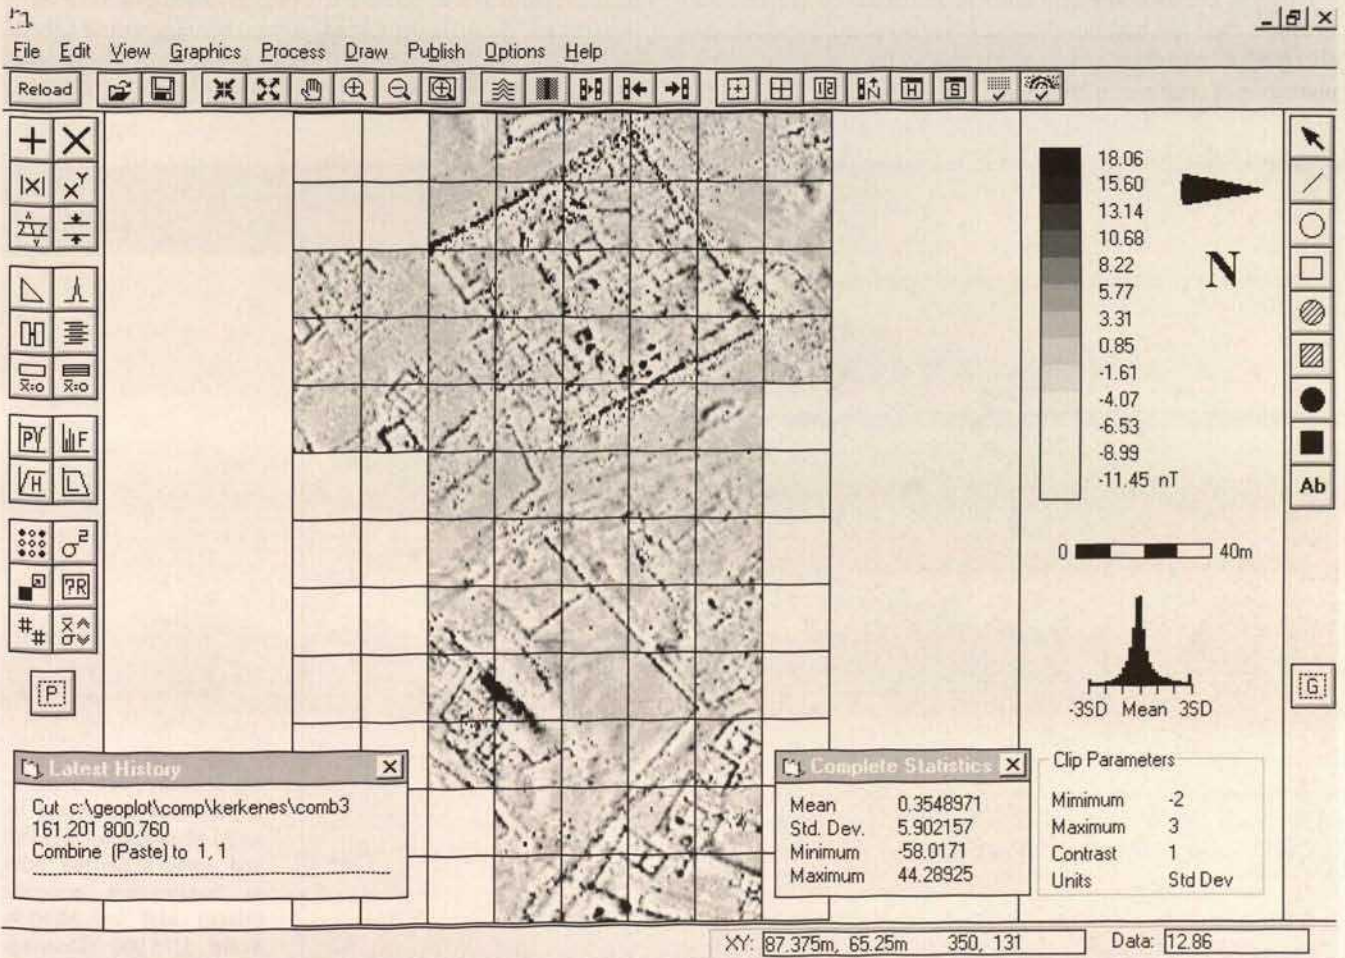 File Edit View Graphics Process Draw Publish Options Help
Reload
H S
N
18.06
15.60
13.14
10.68
8.22
5.77
3.31
0.85
-1.61
-4.07
-6.53
-8.99
-11.45 nT
0 40m
-3SD Mean 3SD
|X| X^Y
PY F
H L
σ²
?R
##
P
G
Ab
Latest History
Cut c:\geoplot\comp\kerkenes\comb3
161,201 800,760
Combine (Paste) to 1, 1
Complete Statistics
Mean 0.3548971
Std. Dev. 5.902157
Minimum -58.0171
Maximum 44.28925
Clip Parameters
Mimimum -2
Maximum 3
Contrast 1
Units Std Dev
XY: 87.375m, 65.25m 350, 131 Data: 12.86